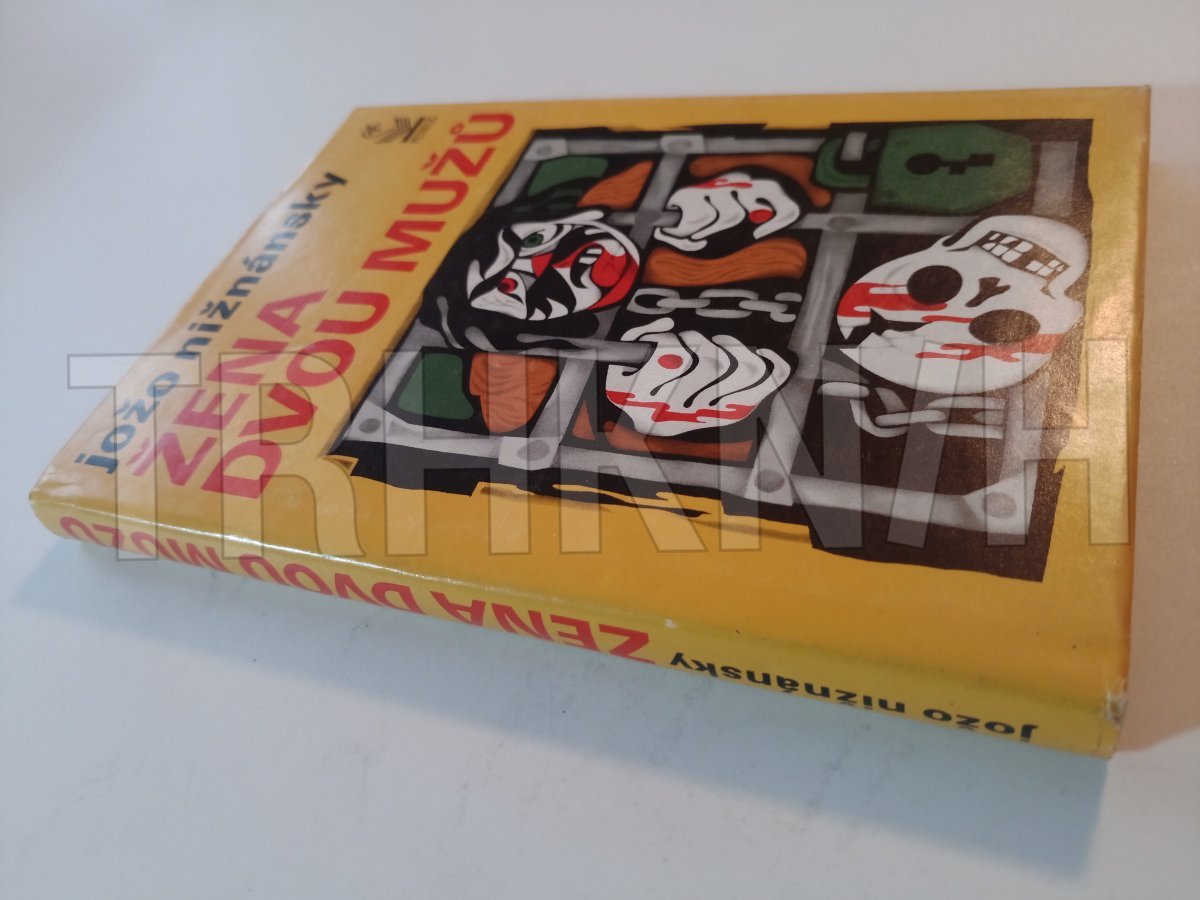 jožo nižnánsky
ŽENA
DVOU MUŽŮ
ŽENA DVOU MUŽŮ
jožo nižnánsky
TRHKNIH